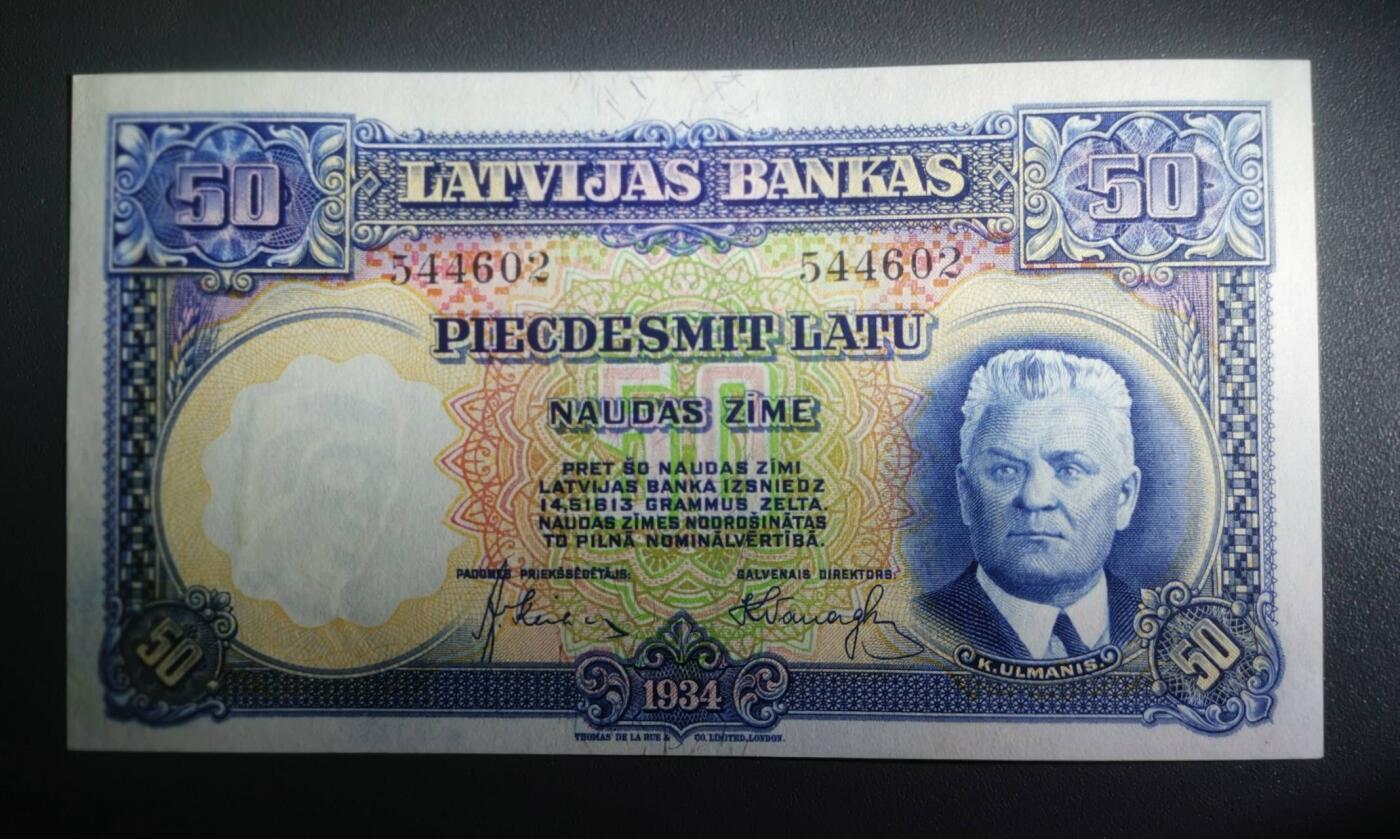 50 LATVIJAS BANKAS 50
544602 544602
PIECDESMIT LATU
50
NAUDAS ZĪME
PRET ŠO NAUDAS ZĪMI
LATVIJAS BANKA IZSNIEDZ
14,51613 GRAMMUS ZELTA.
NAUDAS ZĪMES NODROŠINĀTAS
TO PILNĀ NOMINĀLVĒRTĪBĀ.
PADOMES PRIEKŠSĒDĒTĀJS: GALVENAIS DIREKTORS:
K. ULMANIS.
50 50
1934
THOMAS DE LA RUE & CO. LIMITED, LONDON.